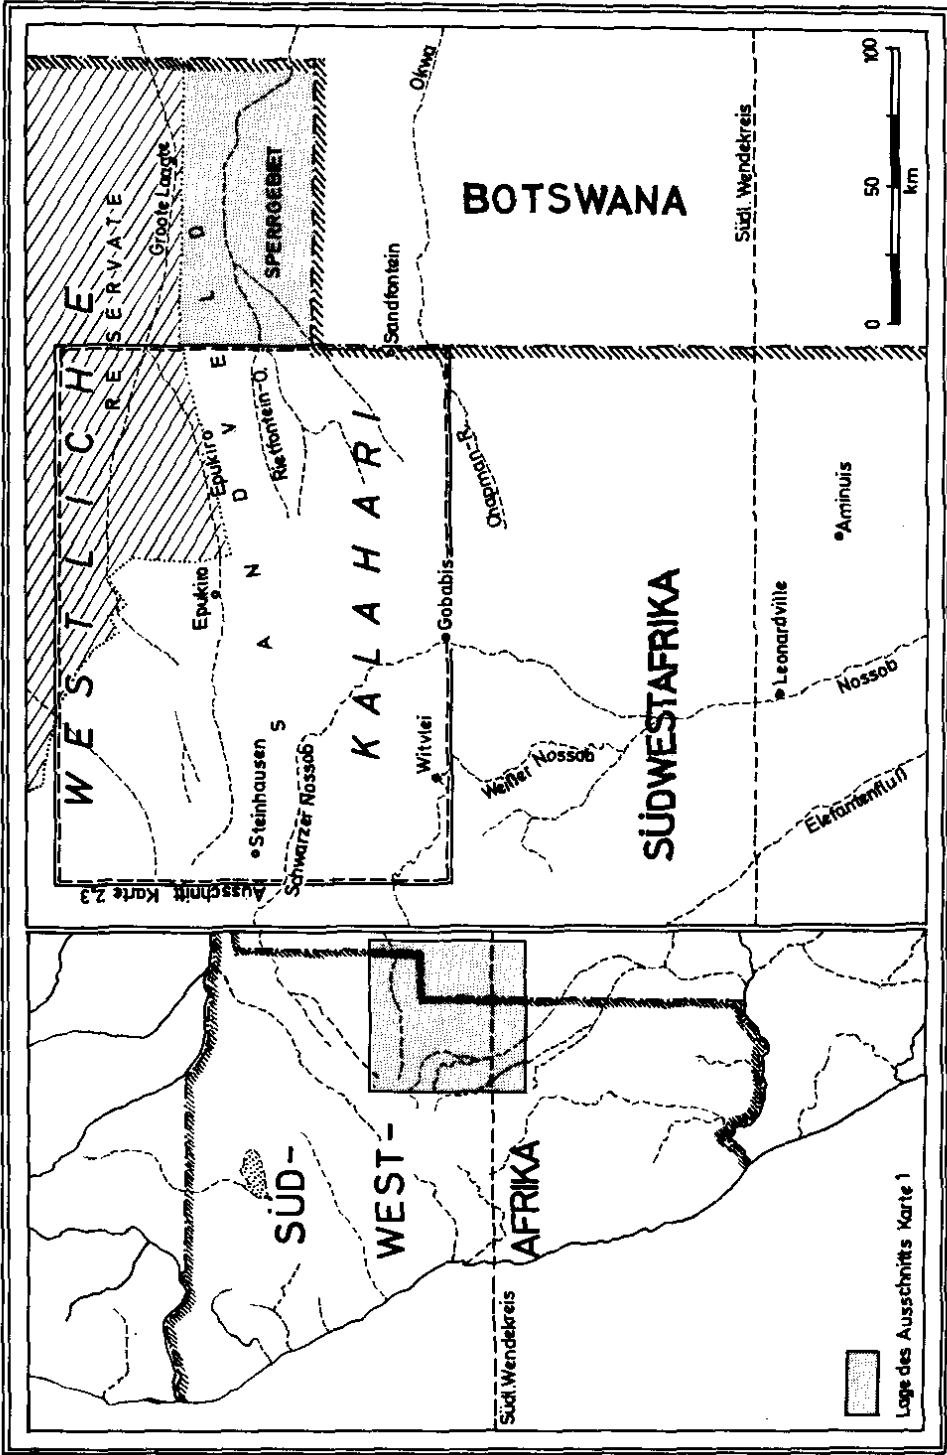 SÜD-
WEST-
AFRIKA
Südl. Wendekreis
Lage des Ausschnitts Karte 1
WESTLICHE
RESERVATE
Groote Laagte
Epukiro
Epukiro
SANDVELD
SPERRGEBIET
Rietfontein-O.
Steinhausen
Schwarzer Nossob
KALAHARI
Ausschnitt Karte 2,3
Witvlei
Gobabis
Sandfontein
Okwa
Chapman-R.
Weißer Nossob
BOTSWANA
SÜDWESTAFRIKA
Südl. Wendekreis
Leonardville
Aminuis
Nossob
Elefantenfluß
0 50 100
km